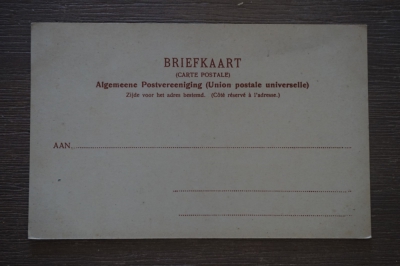 BRIEFKAART
(CARTE POSTALE)
Algemeene Postvereeniging (Union postale universelle)
Zijde voor het adres bestemd. (Côté réservé à l'adresse.)
AAN